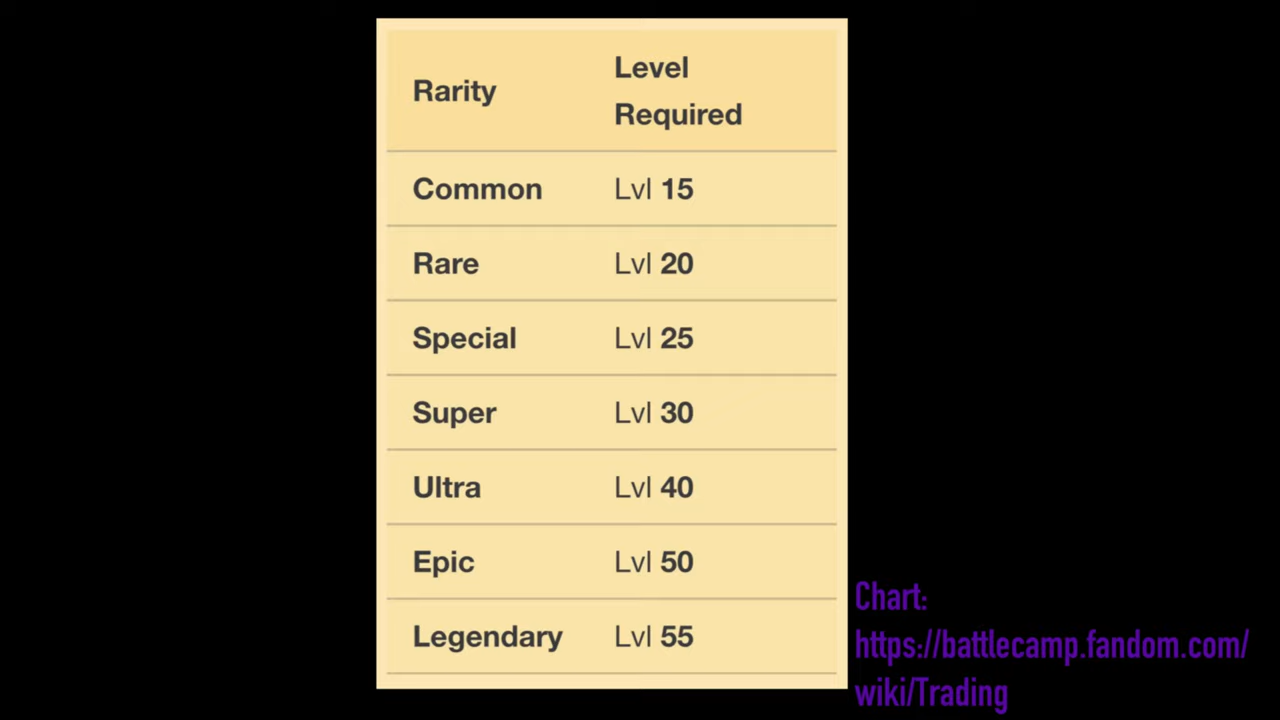 Rarity Level Required
Common Lvl 15
Rare Lvl 20
Special Lvl 25
Super Lvl 30
Ultra Lvl 40
Epic Lvl 50
Legendary Lvl 55
Chart:
https://battlecamp.fandom.com/
wiki/Trading